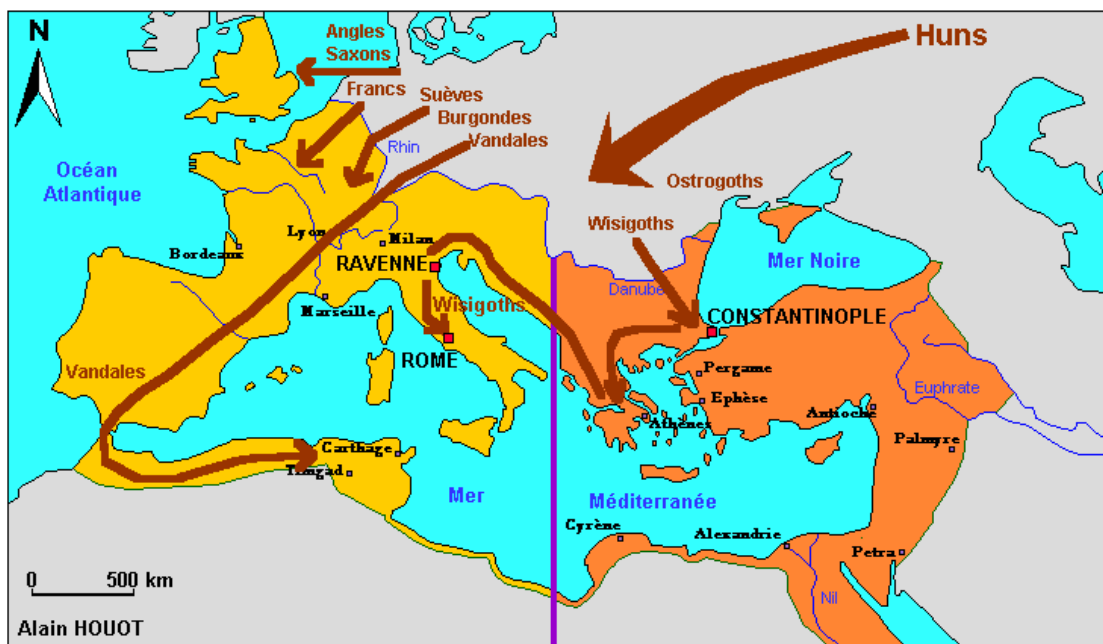 N
Angles
Saxons
Huns
Francs
Suèves
Burgondes
Vandales
Rhin
Océan
Atlantique
Ostrogoths
Wisigoths
Lyon
Milan
Bordeaux
RAVENNE
Mer Noire
Danube
Marseille
Wisigoths
CONSTANTINOPLE
ROME
Pergame
Vandales
Ephèse
Euphrate
Antioche
Athènes
Carthage
Palmyre
Timgad
Mer
Méditerranée
Cyrène
Alexandrie
Petra
0 500 km
Nil
Alain HOUOT